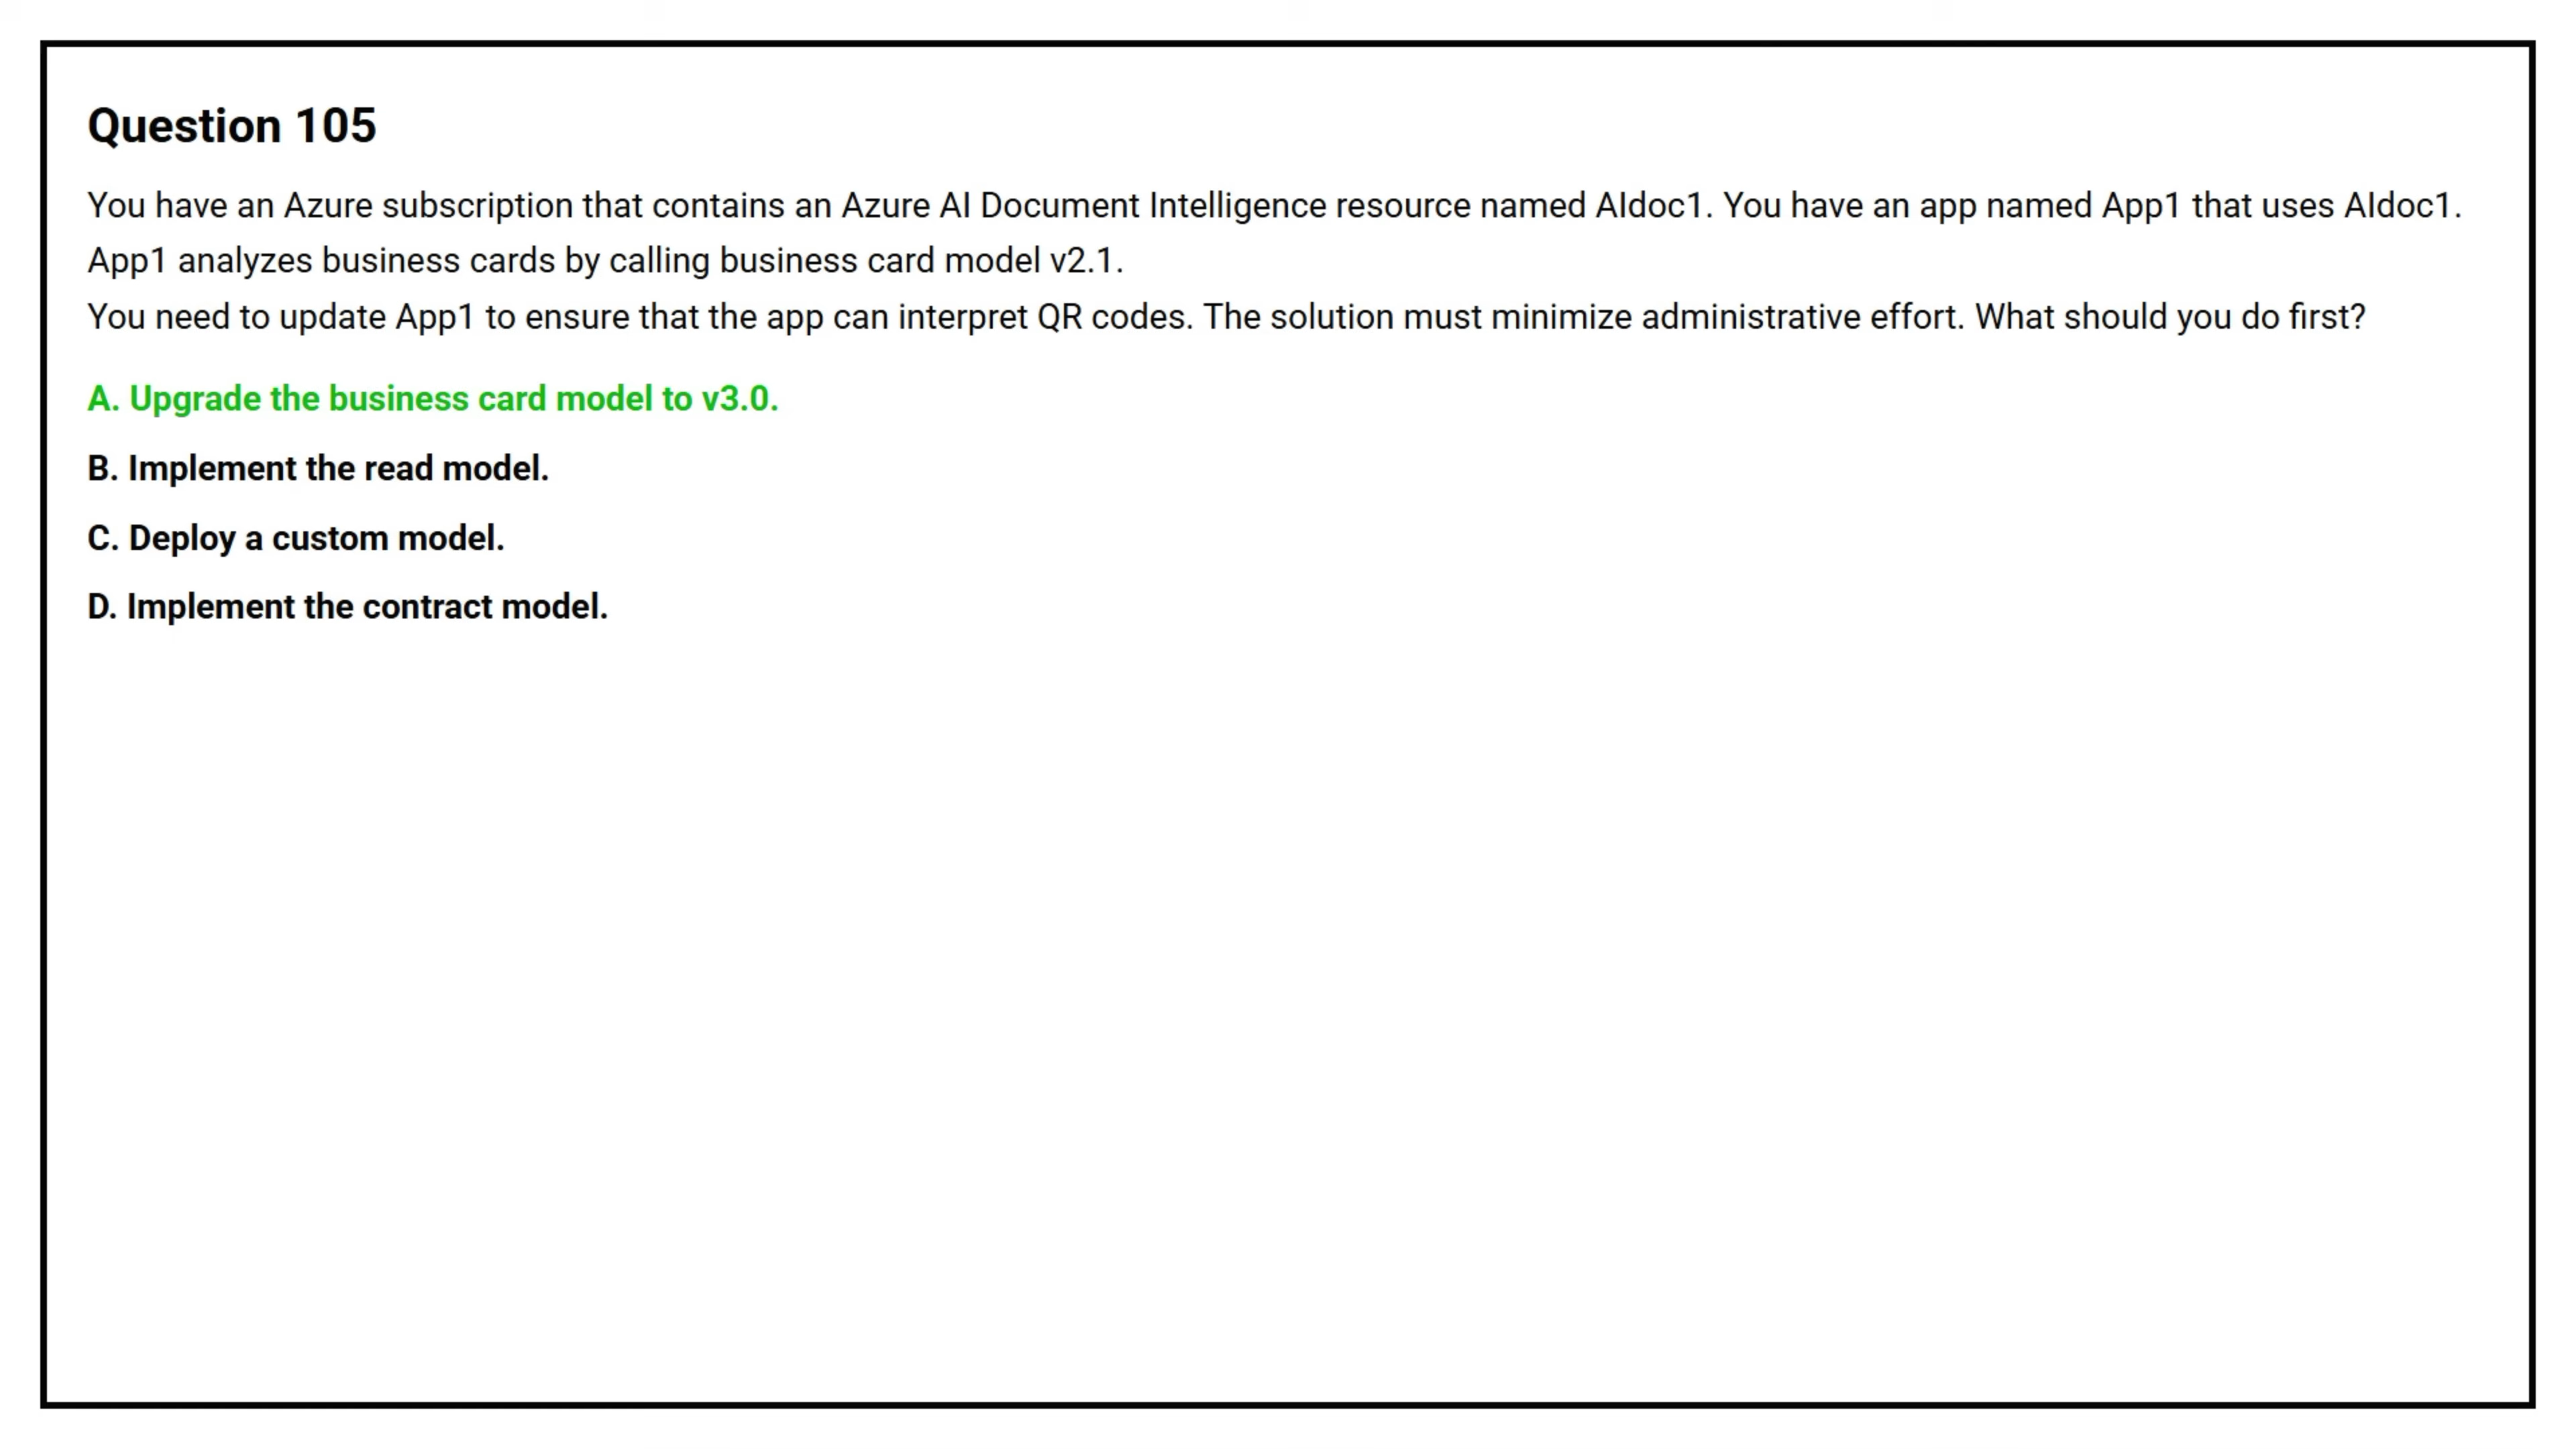 Question 105
You have an Azure subscription that contains an Azure AI Document Intelligence resource named AIdoc1. You have an app named App1 that uses AIdoc1.
App1 analyzes business cards by calling business card model v2.1.
You need to update App1 to ensure that the app can interpret QR codes. The solution must minimize administrative effort. What should you do first?
A. Upgrade the business card model to v3.0.
B. Implement the read model.
C. Deploy a custom model.
D. Implement the contract model.